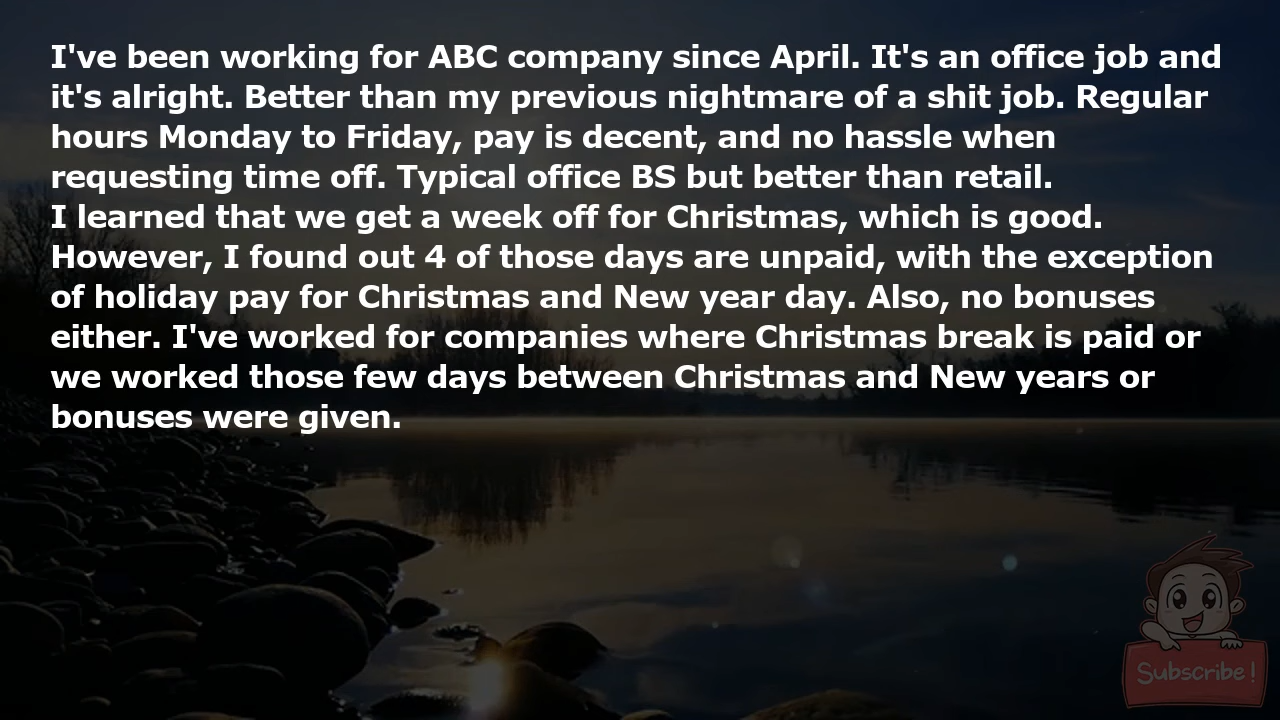 I've been working for ABC company since April. It's an office job and
it's alright. Better than my previous nightmare of a shit job. Regular
hours Monday to Friday, pay is decent, and no hassle when
requesting time off. Typical office BS but better than retail.
I learned that we get a week off for Christmas, which is good.
However, I found out 4 of those days are unpaid, with the exception
of holiday pay for Christmas and New year day. Also, no bonuses
either. I've worked for companies where Christmas break is paid or
we worked those few days between Christmas and New years or
bonuses were given.
Subscribe!